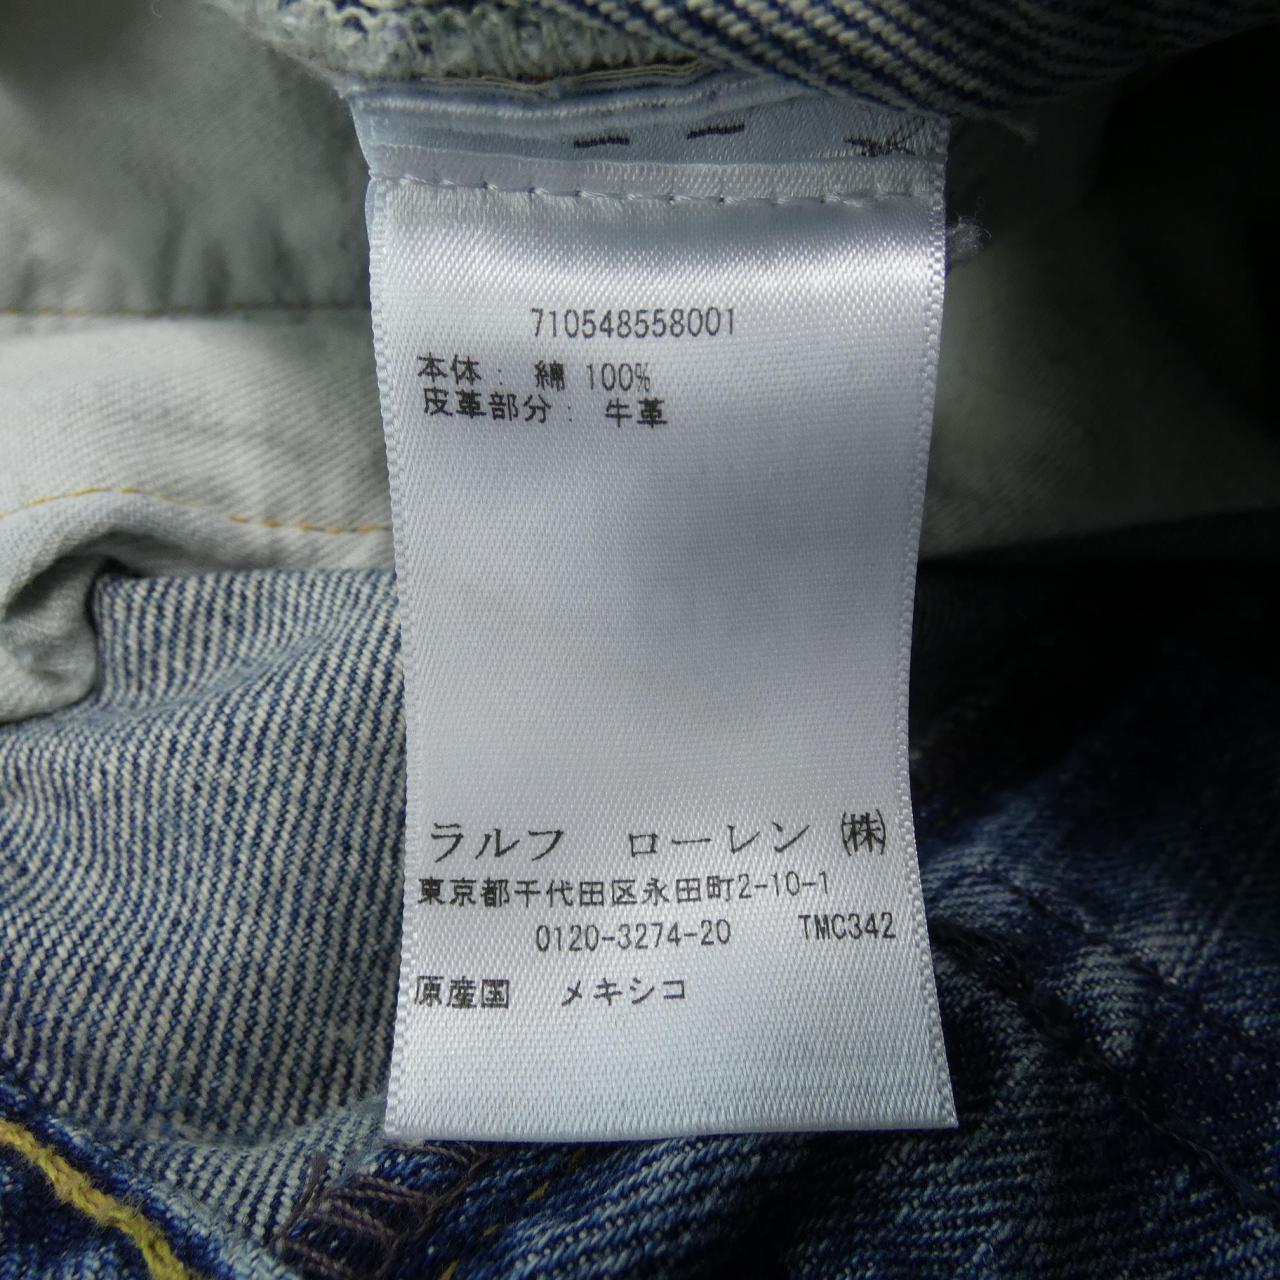 710548558001
本体: 綿 100%
皮革部分: 牛革
ラルフ ローレン ㈱
東京都千代田区永田町2-10-1
0120-3274-20 TMC342
原産国 メキシコ